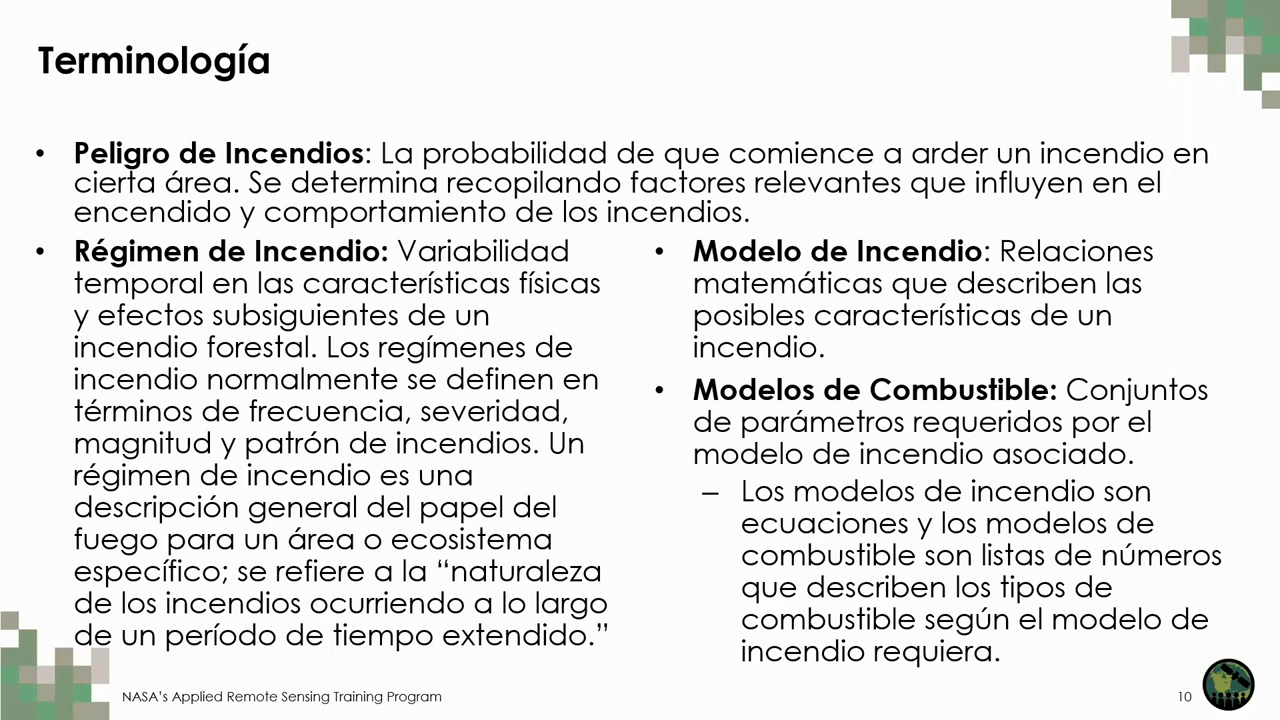 Terminología
• Peligro de Incendios: La probabilidad de que comience a arder un incendio en
cierta área. Se determina recopilando factores relevantes que influyen en el
encendido y comportamiento de los incendios.
• Régimen de Incendio: Variabilidad
temporal en las características físicas
y efectos subsiguientes de un
incendio forestal. Los regímenes de
incendio normalmente se definen en
términos de frecuencia, severidad,
magnitud y patrón de incendios. Un
régimen de incendio es una
descripción general del papel del
fuego para un área o ecosistema
específico; se refiere a la “naturaleza
de los incendios ocurriendo a lo largo
de un período de tiempo extendido.”
• Modelo de Incendio: Relaciones
matemáticas que describen las
posibles características de un
incendio.
• Modelos de Combustible: Conjuntos
de parámetros requeridos por el
modelo de incendio asociado.
– Los modelos de incendio son
ecuaciones y los modelos de
combustible son listas de números
que describen los tipos de
combustible según el modelo de
incendio requiera.
NASA’s Applied Remote Sensing Training Program
10